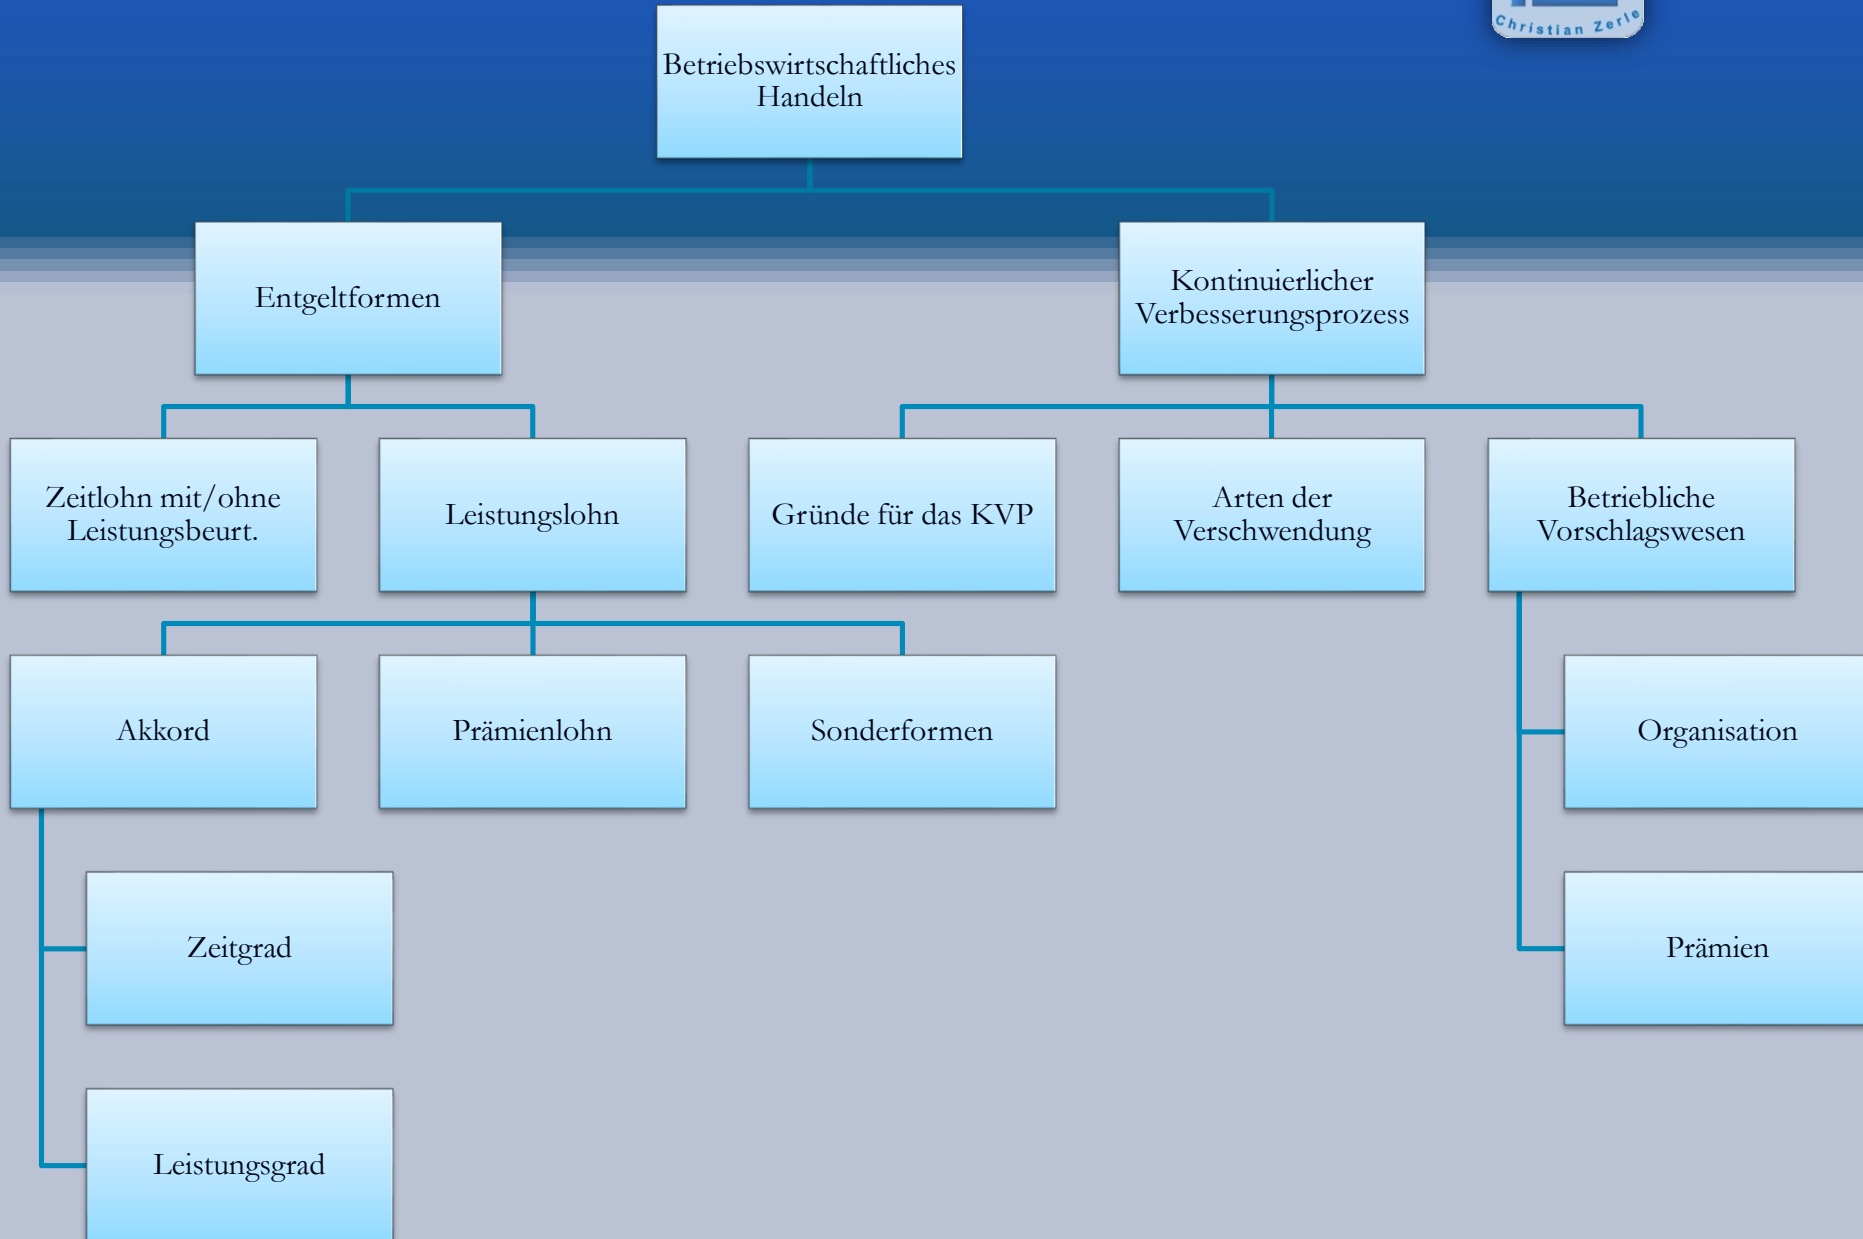 Christian Zerle
Betriebswirtschaftliches
Handeln
Entgeltformen
Kontinuierlicher
Verbesserungsprozess
Zeitlohn mit/ohne
Leistungsbeurt.
Leistungslohn
Gründe für das KVP
Arten der
Verschwendung
Betriebliche
Vorschlagswesen
Akkord
Prämienlohn
Sonderformen
Organisation
Zeitgrad
Prämien
Leistungsgrad